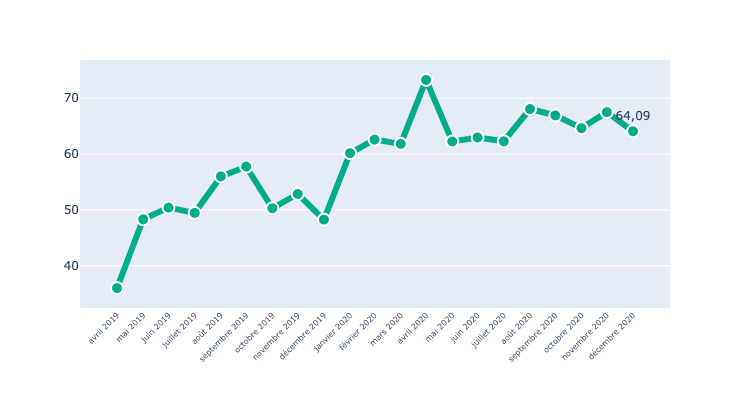 70
60
50
40
64,09
avril 2019
mai 2019
juin 2019
juillet 2019
août 2019
septembre 2019
octobre 2019
novembre 2019
décembre 2019
janvier 2020
février 2020
mars 2020
avril 2020
mai 2020
juin 2020
juillet 2020
août 2020
septembre 2020
octobre 2020
novembre 2020
décembre 2020